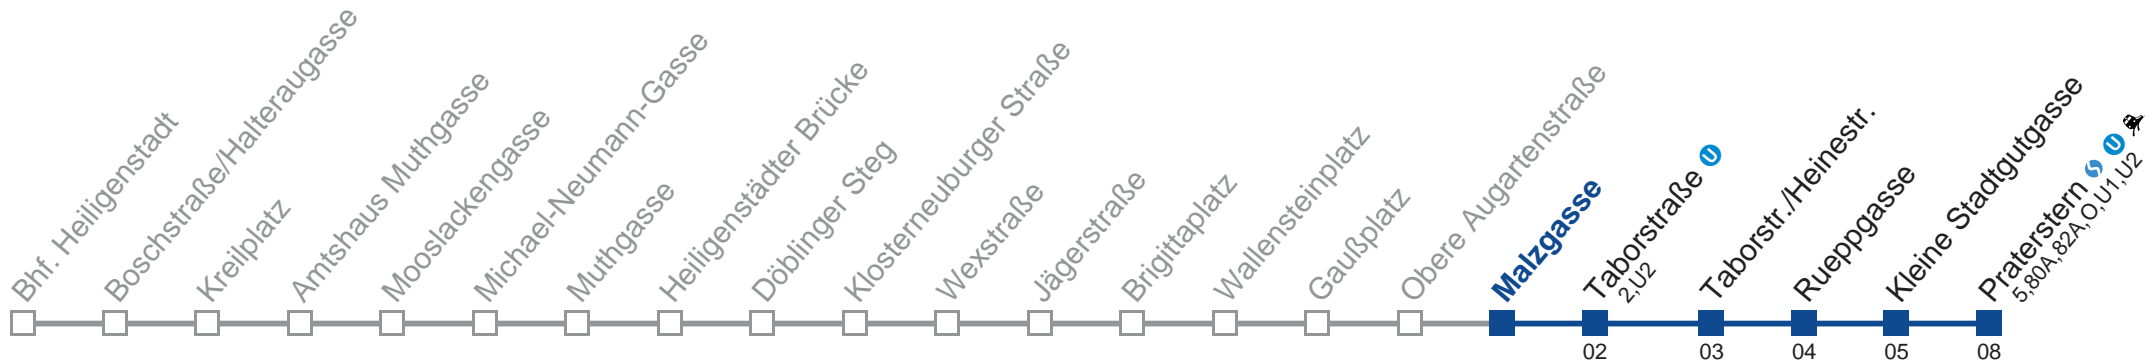 Bhf. Heiligenstadt
Boschstraße/Halteraugasse
Kreilplatz
Amtshaus Muthgasse
Mooslackengasse
Michael-Neumann-Gasse
Muthgasse
Heiligenstädter Brücke
Döblinger Steg
Klosterneuburger Straße
Wexstraße
Jägerstraße
Brigittaplatz
Wallensteinplatz
Gaußplatz
Obere Augartenstraße
Malzgasse
Taborstraße U
2,U2
Taborstr./Heinestr.
Rueppgasse
Kleine Stadtgutgasse
Praterstern S U
5,80A,82A,O,U1,U2
02 03 04 05 08